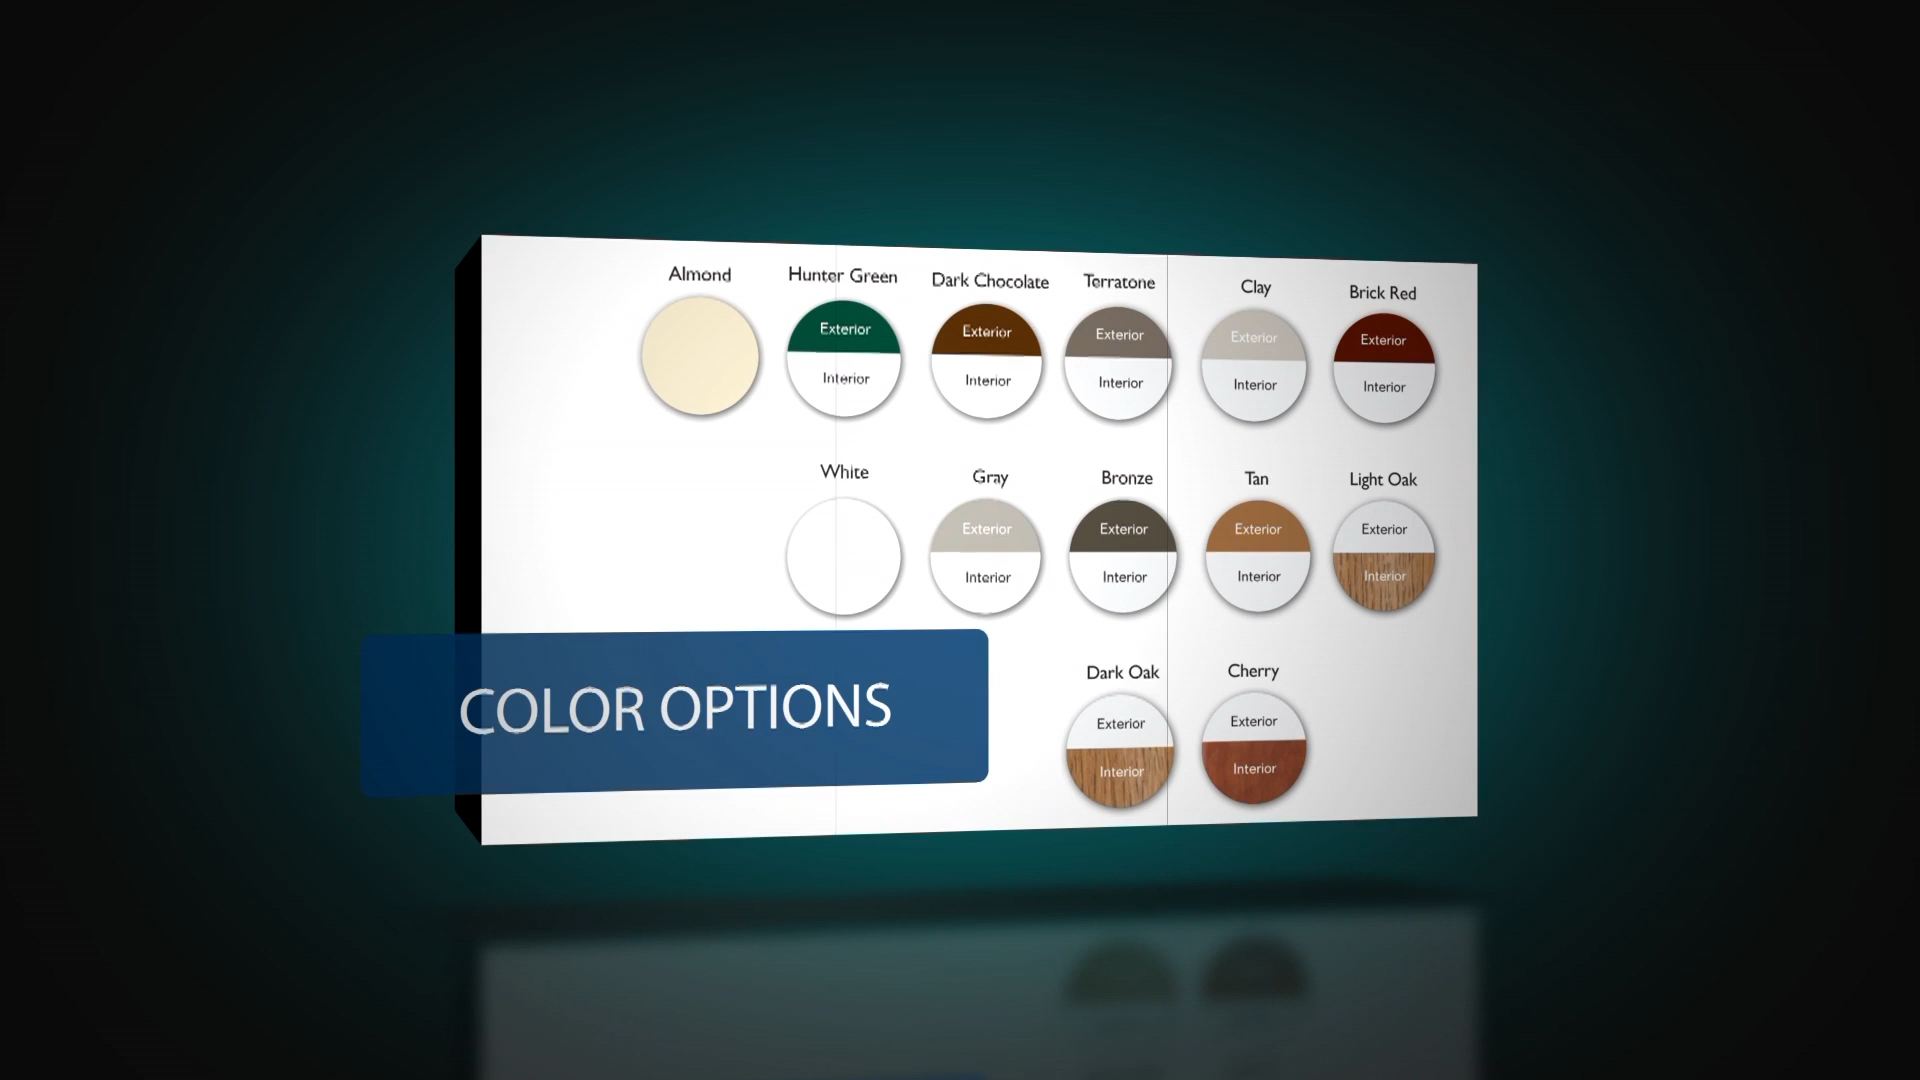 Almond
Hunter Green
Dark Chocolate
Terratone
Clay
Brick Red
Exterior
Exterior
Exterior
Exterior
Exterior
Interior
Interior
Interior
Interior
Interior
White
Gray
Bronze
Tan
Light Oak
Exterior
Exterior
Exterior
Exterior
Interior
Interior
Interior
Interior
Dark Oak
Cherry
Exterior
Exterior
Interior
Interior
COLOR OPTIONS